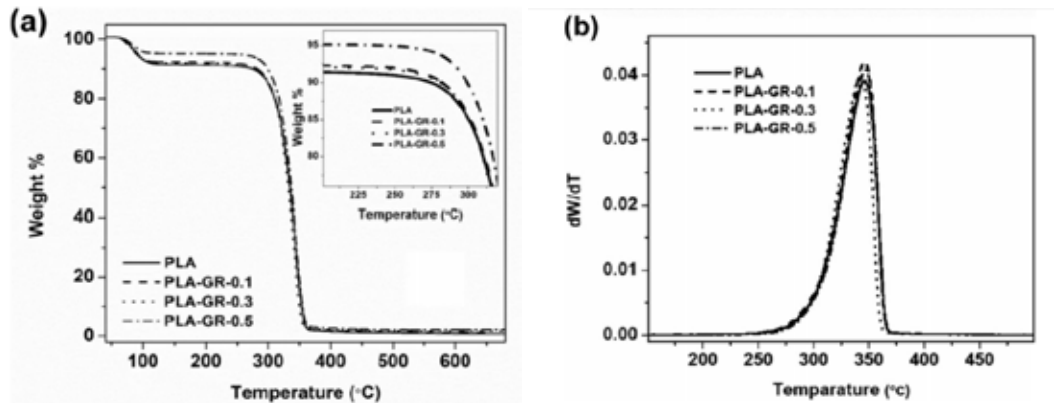 (a)
100
80
60
40
20
0
Weight %
100
200
300
400
500
600
Temperature (°C)
PLA
PLA-GR-0.1
PLA-GR-0.3
PLA-GR-0.5
95
90
85
80
Weight %
225
250
275
300
Temperature (°C)
PLA
PLA-GR-0.1
PLA-GR-0.3
PLA-GR-0.5
(b)
0.04
0.03
0.02
0.01
0.00
dW/dT
200
250
300
350
400
450
Temparature (°c)
PLA
PLA-GR-0.1
PLA-GR-0.3
PLA-GR-0.5